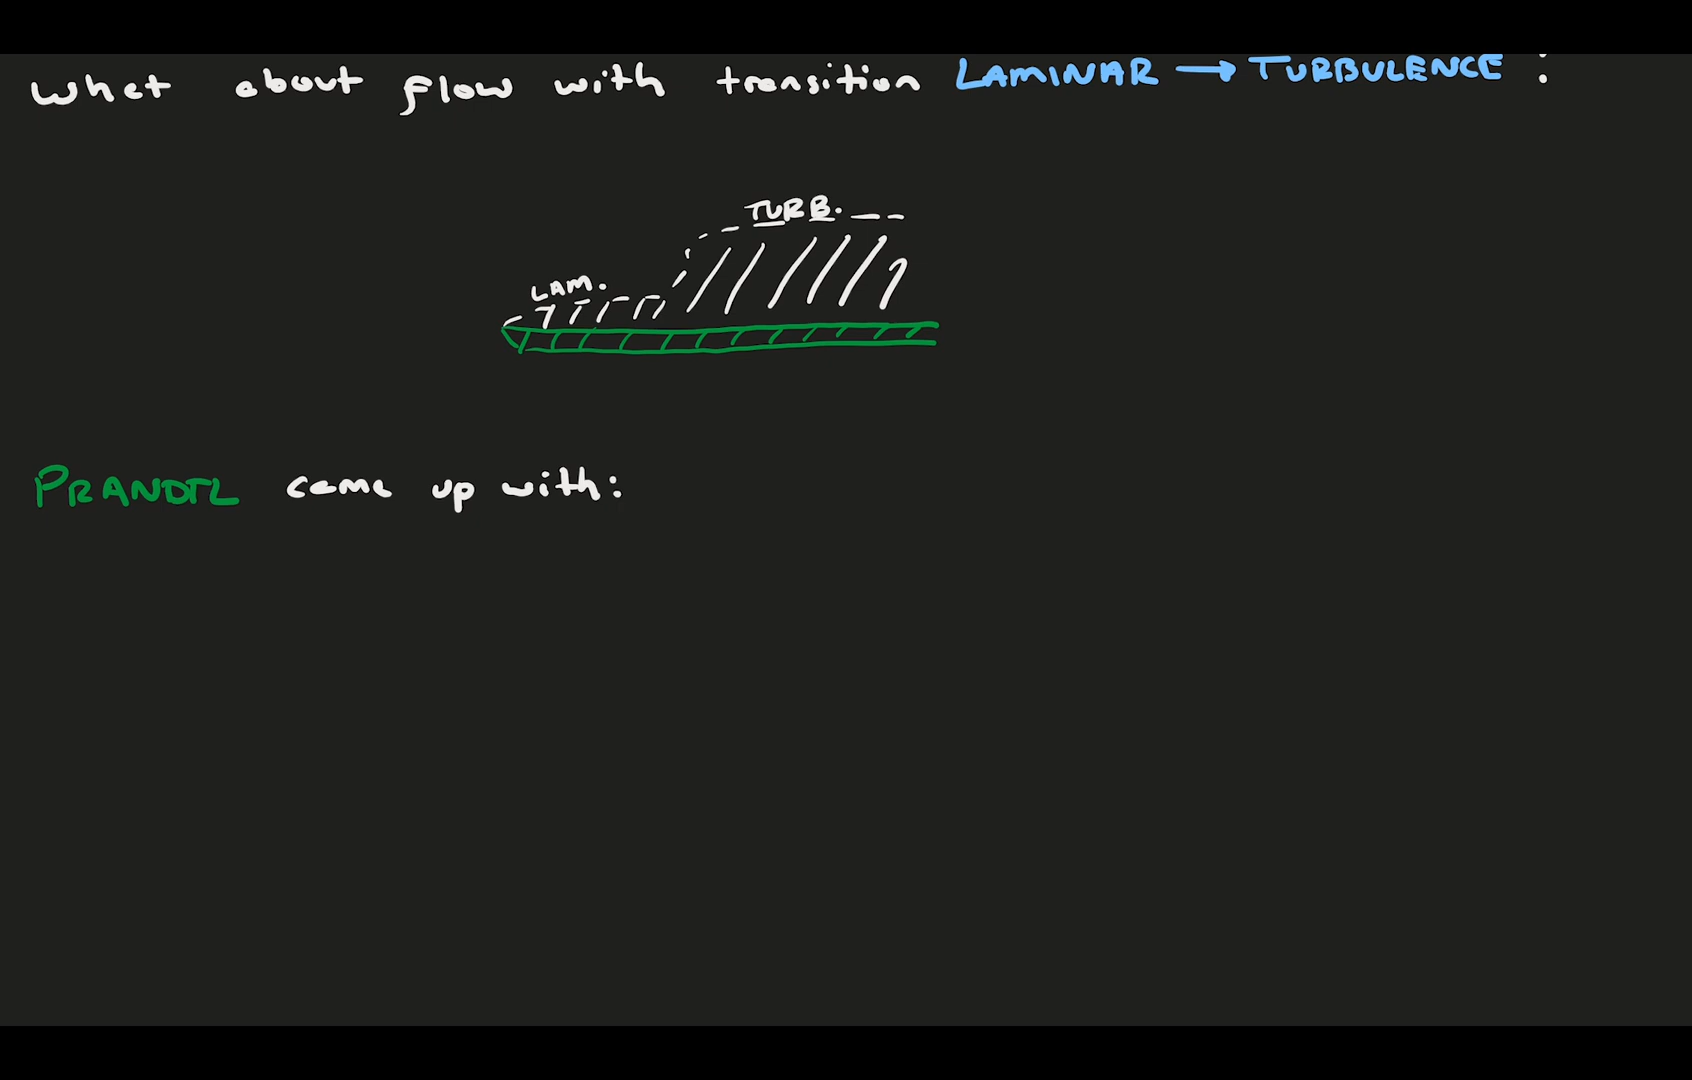 what about flow with transition LAMINAR → TURBULENCE :
TURB.
LAM.
PRANDTL came up with: